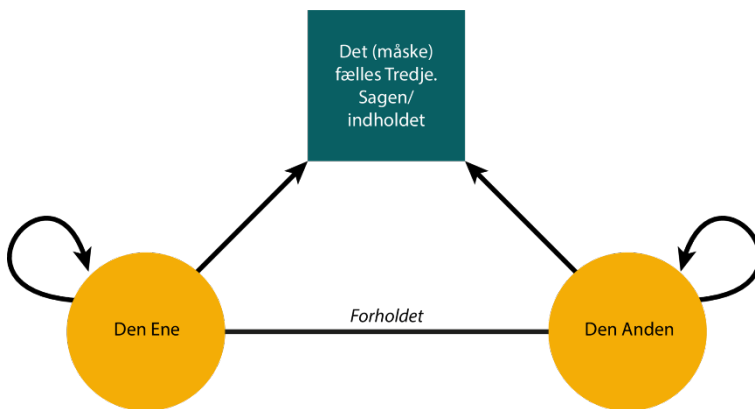 Det (måske)
fælles Tredje.
Sagen/
indholdet
Forholdet
Den Ene
Den Anden